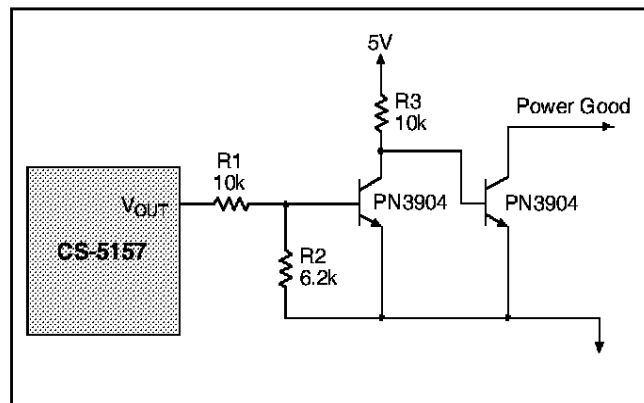 5V
R3
10k
Power Good
R1
10k
VOUT
PN3904
PN3904
CS-5157
R2
6.2k